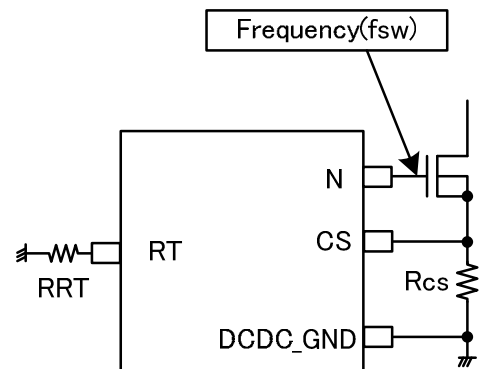 Frequency(fsw)
N
RT
CS
RRT
Rcs
DCDC_GND